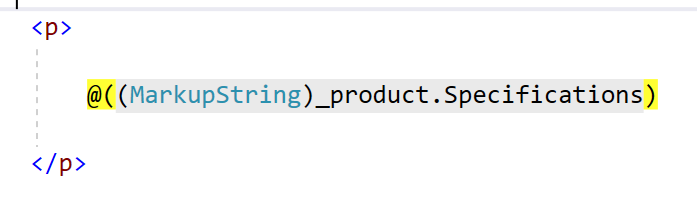 <p>
@((MarkupString)_product.Specifications)
</p>